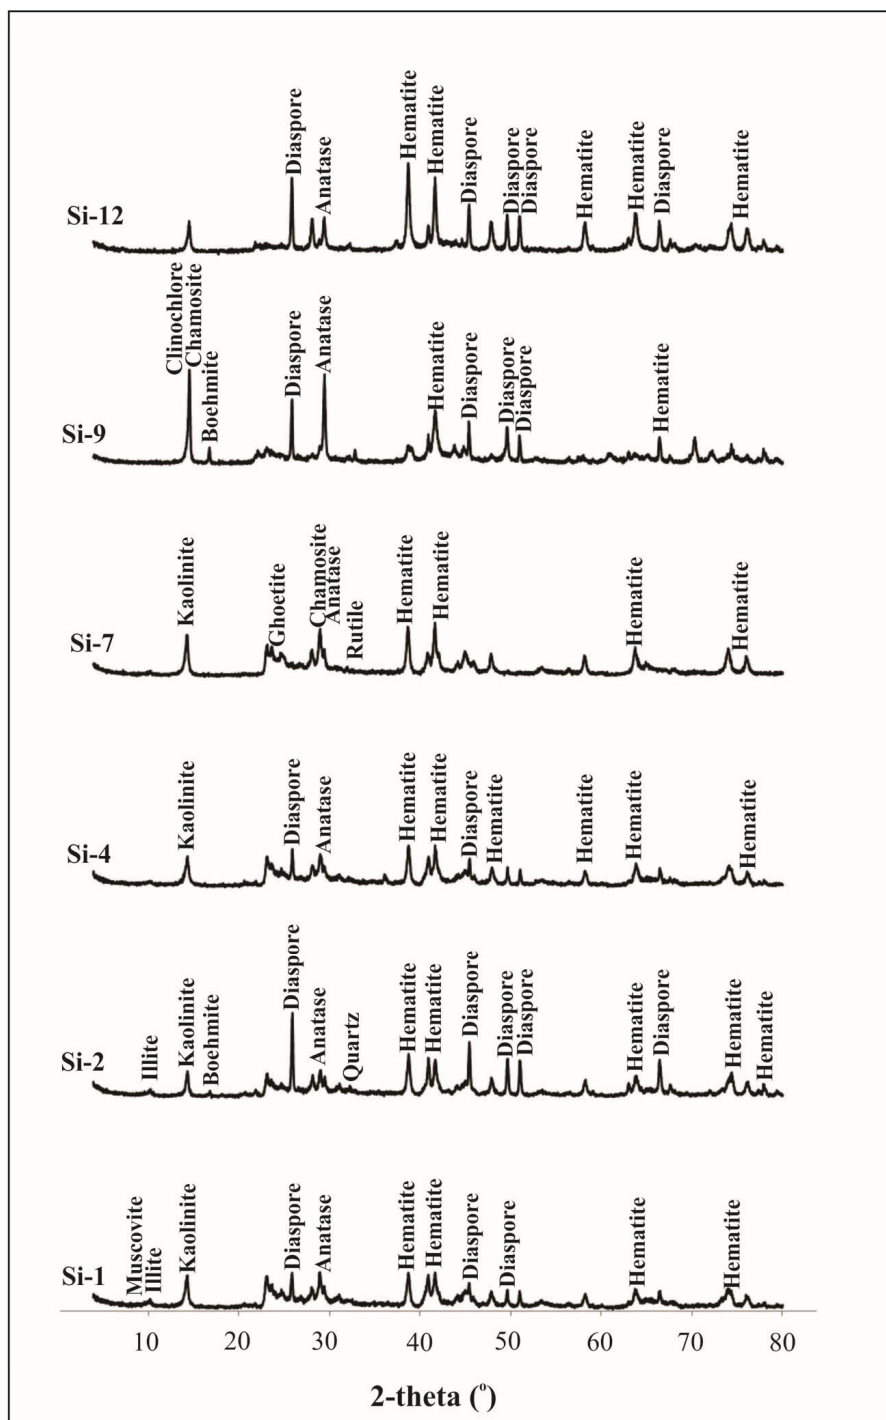 Diaspore
Anatase
Hematite
Hematite
Diaspore
Diaspore
Diaspore
Hematite
Hematite
Diaspore
Hematite
Si-12
Clinochlore
Chamosite
Boehmite
Diaspore
Anatase
Hematite
Diaspore
Diaspore
Diaspore
Hematite
Si-9
Kaolinite
Ghoetite
Chamosite
Anatase
Rutile
Hematite
Hematite
Hematite
Hematite
Si-7
Kaolinite
Diaspore
Anatase
Hematite
Hematite
Diaspore
Hematite
Hematite
Hematite
Hematite
Si-4
Illite
Kaolinite
Boehmite
Diaspore
Anatase
Quartz
Hematite
Hematite
Diaspore
Diaspore
Diaspore
Hematite
Diaspore
Hematite
Hematite
Si-2
Muscovite
Illite
Kaolinite
Diaspore
Anatase
Hematite
Hematite
Diaspore
Diaspore
Hematite
Hematite
Si-1
10 20 30 40 50 60 70 80
2-theta (°)